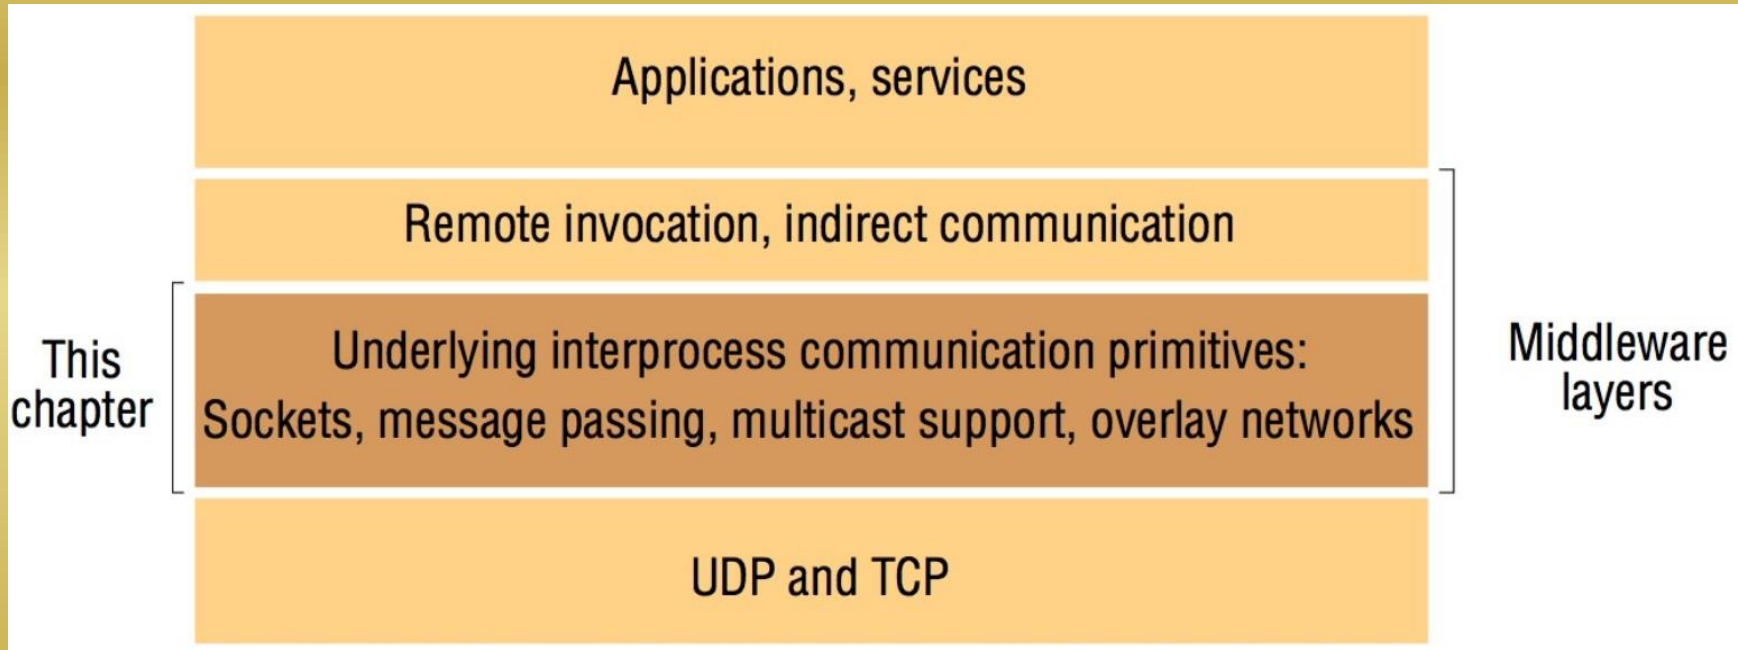 Applications, services
Remote invocation, indirect communication
This
chapter
Underlying interprocess communication primitives:
Sockets, message passing, multicast support, overlay networks
Middleware
layers
UDP and TCP